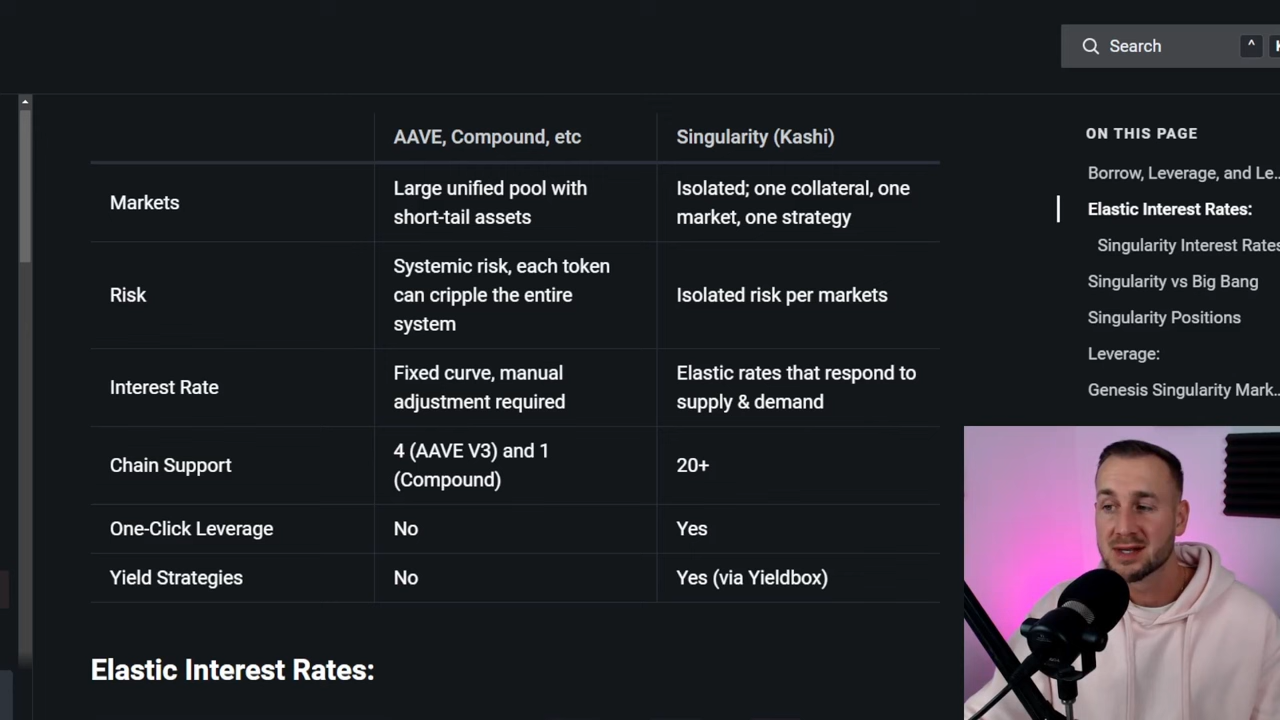 Search
^
AAVE, Compound, etc
Singularity (Kashi)
Markets
Large unified pool with
short-tail assets
Isolated; one collateral, one
market, one strategy
Risk
Systemic risk, each token
can cripple the entire
system
Isolated risk per markets
Interest Rate
Fixed curve, manual
adjustment required
Elastic rates that respond to
supply & demand
Chain Support
4 (AAVE V3) and 1
(Compound)
20+
One-Click Leverage
No
Yes
Yield Strategies
No
Yes (via Yieldbox)
Elastic Interest Rates:
ON THIS PAGE
Borrow, Leverage, and Le...
Elastic Interest Rates:
Singularity Interest Rates
Singularity vs Big Bang
Singularity Positions
Leverage:
Genesis Singularity Mark...